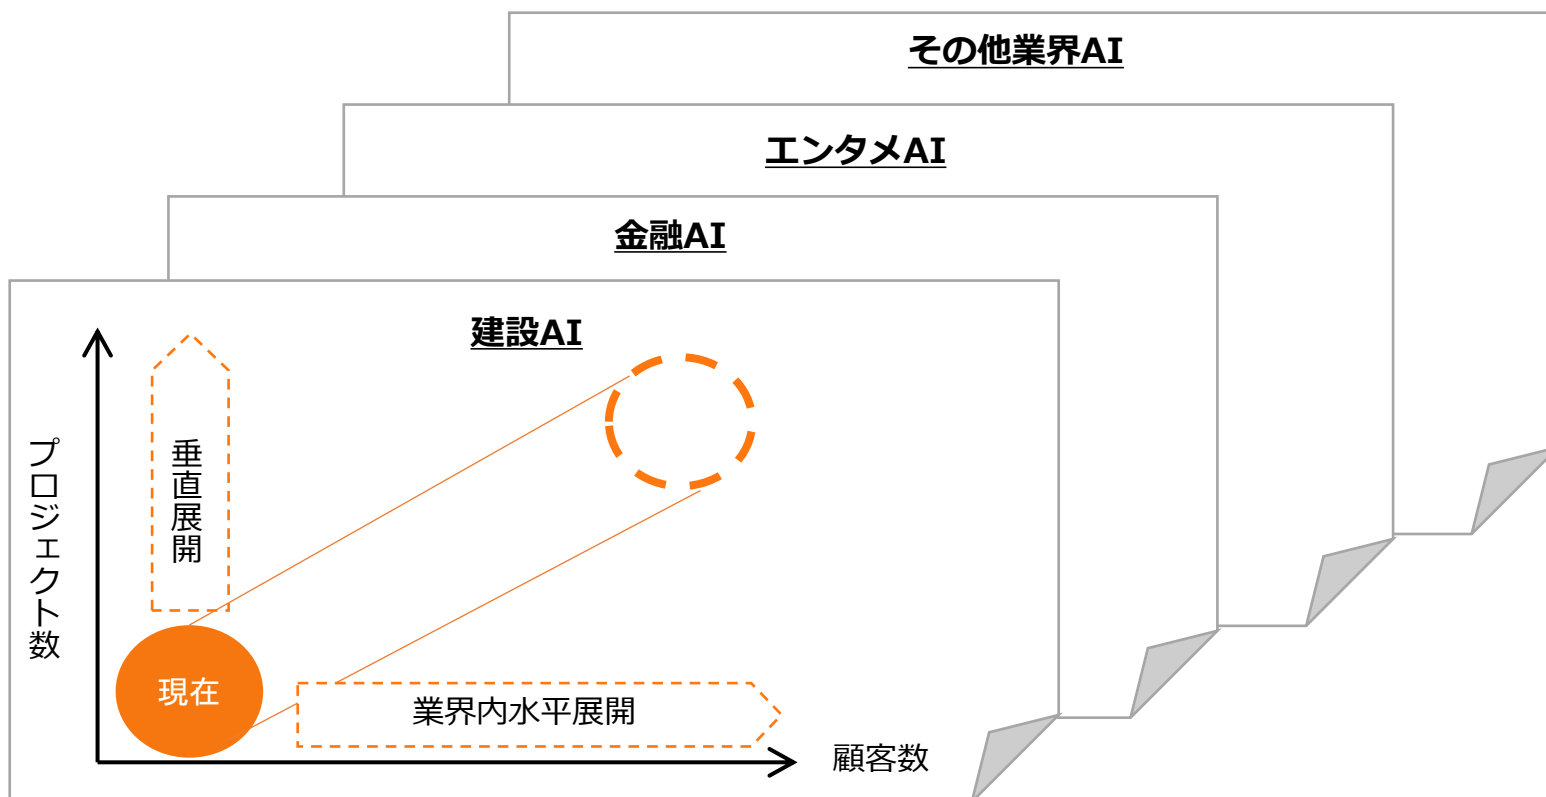 その他業界AI
エンタメAI
金融AI
建設AI
プロジェクト数
垂直展開
現在
業界内水平展開
顧客数